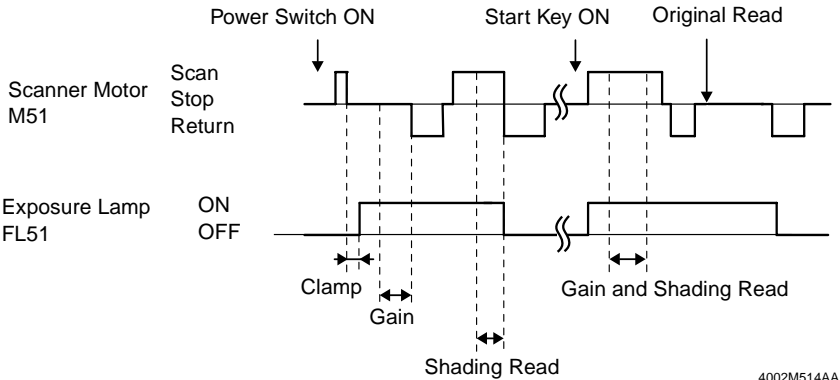 Power Switch ON
Start Key ON
Original Read
Scanner Motor
M51
Scan
Stop
Return
Exposure Lamp
FL51
ON
OFF
Clamp
Gain
Gain and Shading Read
Shading Read
4002M514AA